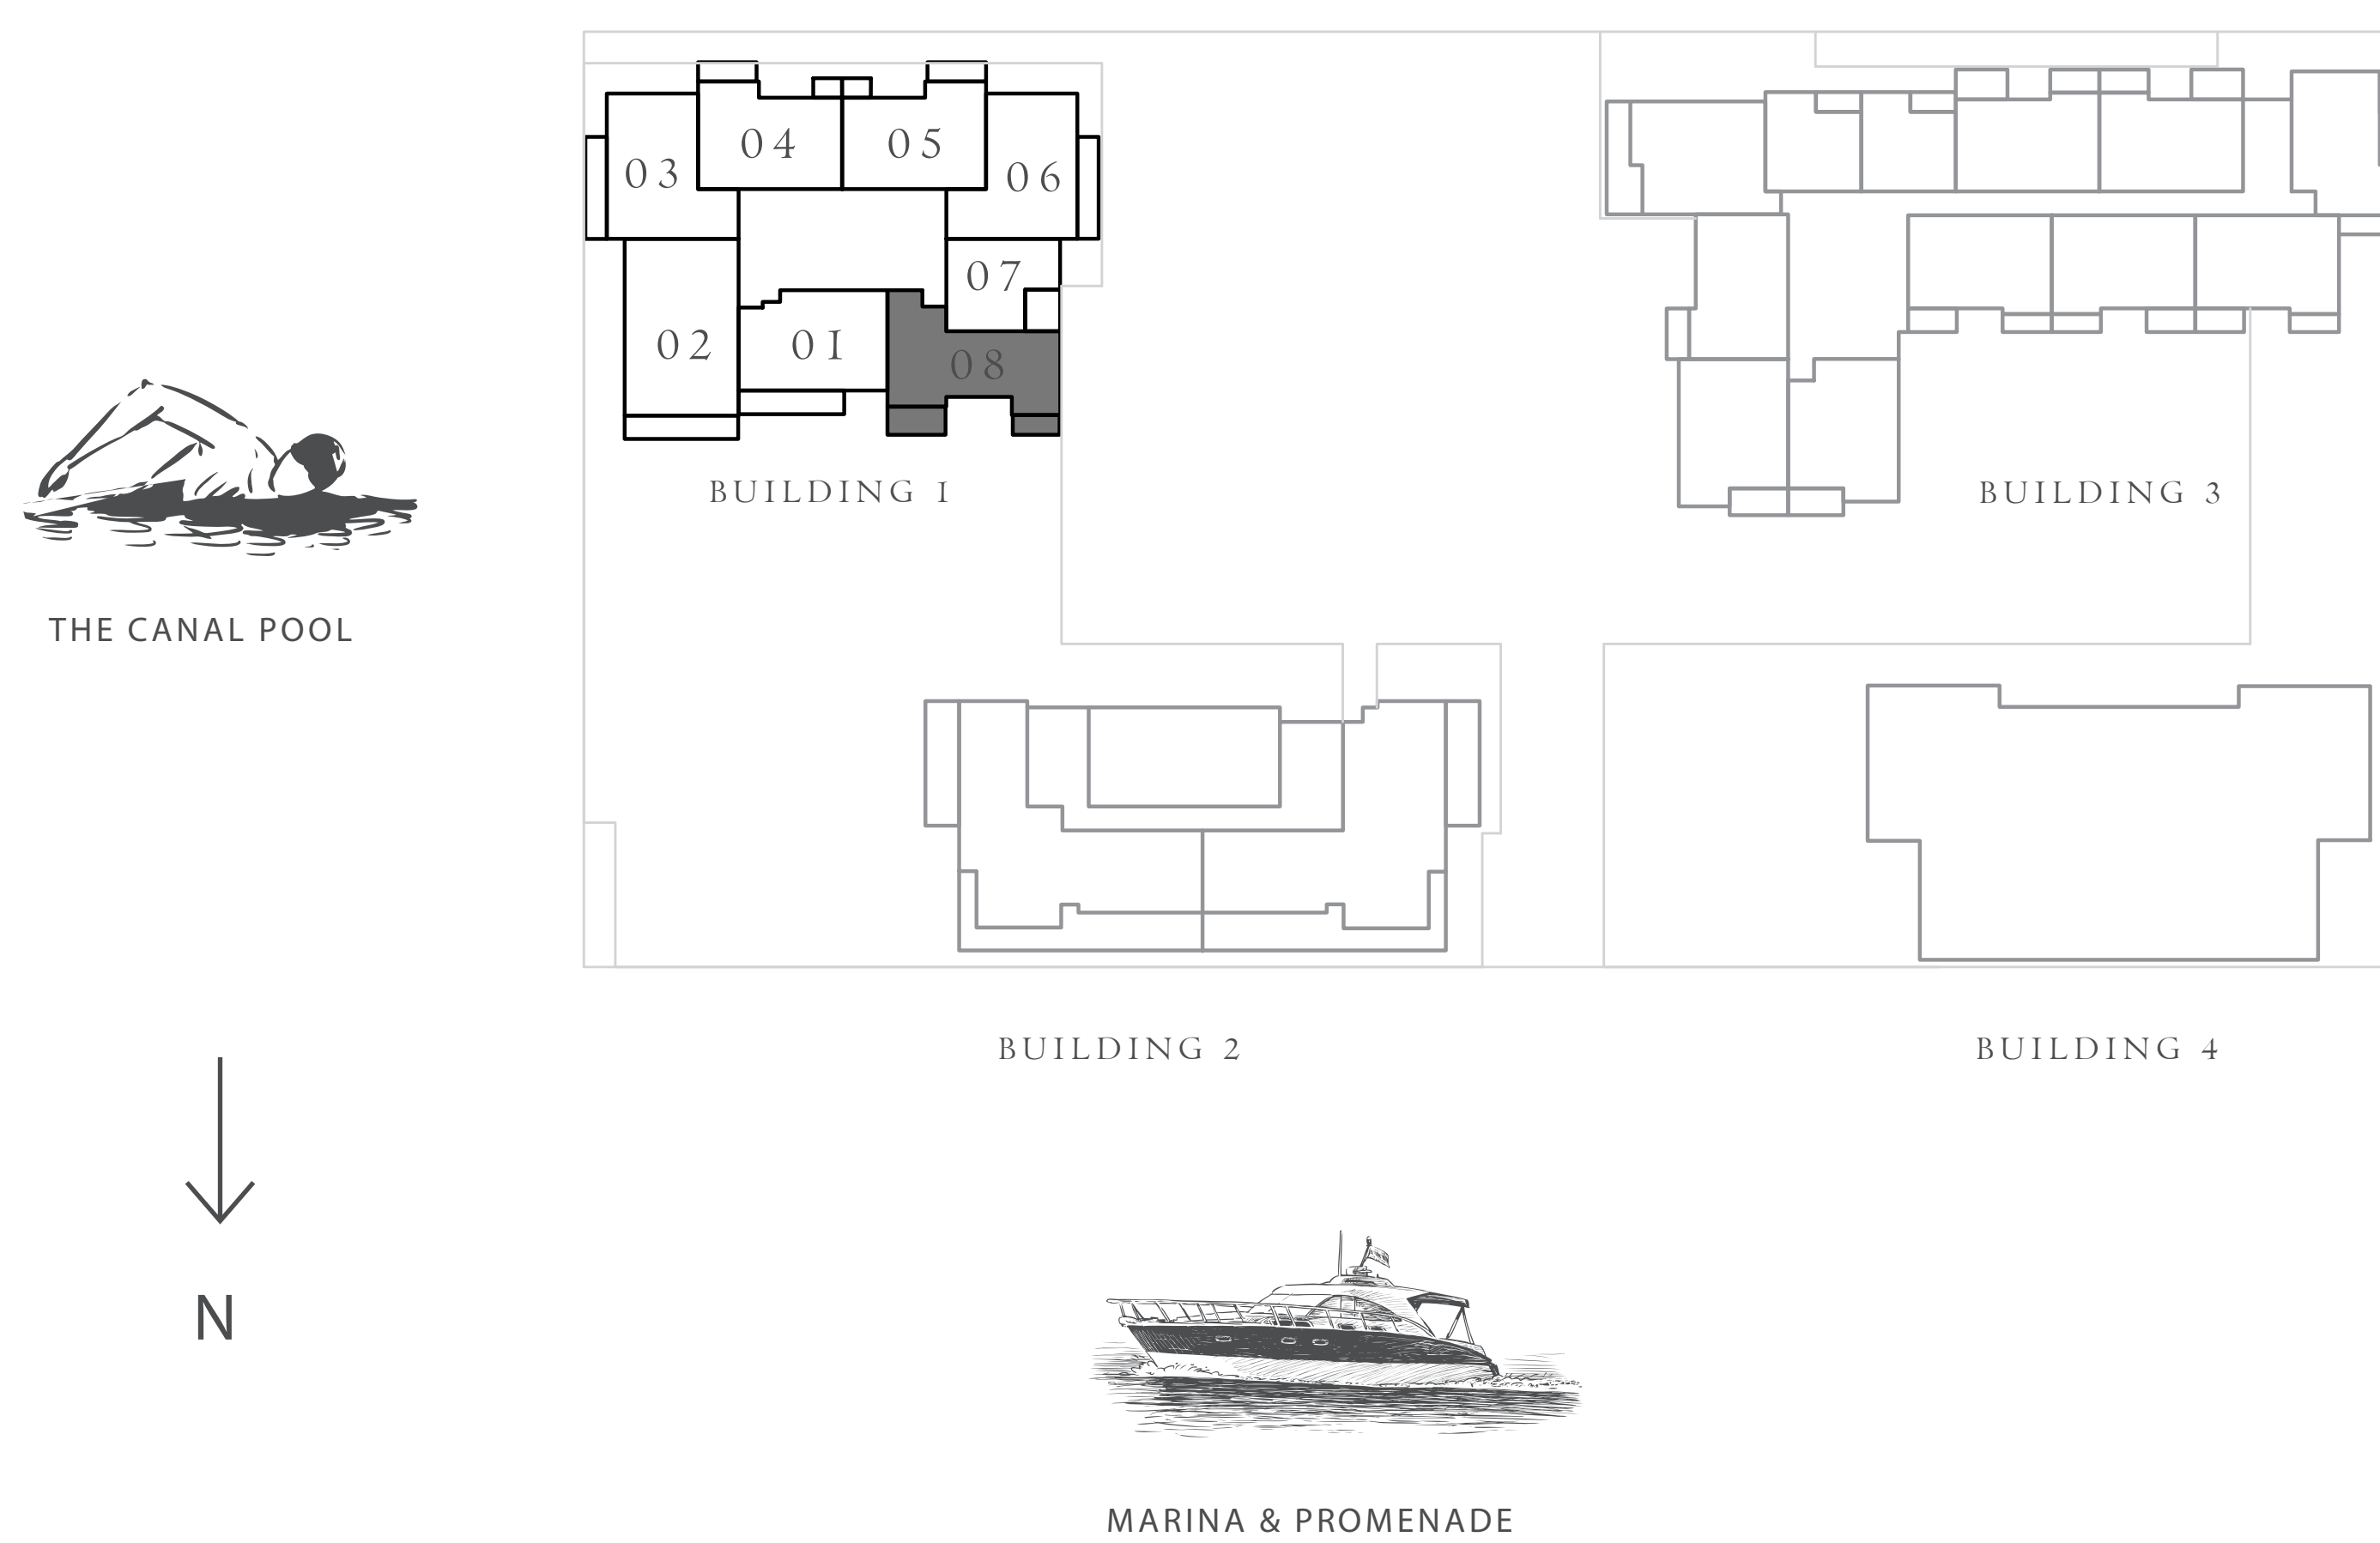 04
05
03
06
07
02
01
08
BUILDING 1
BUILDING 3
THE CANAL POOL
BUILDING 2
BUILDING 4
N
MARINA & PROMENADE